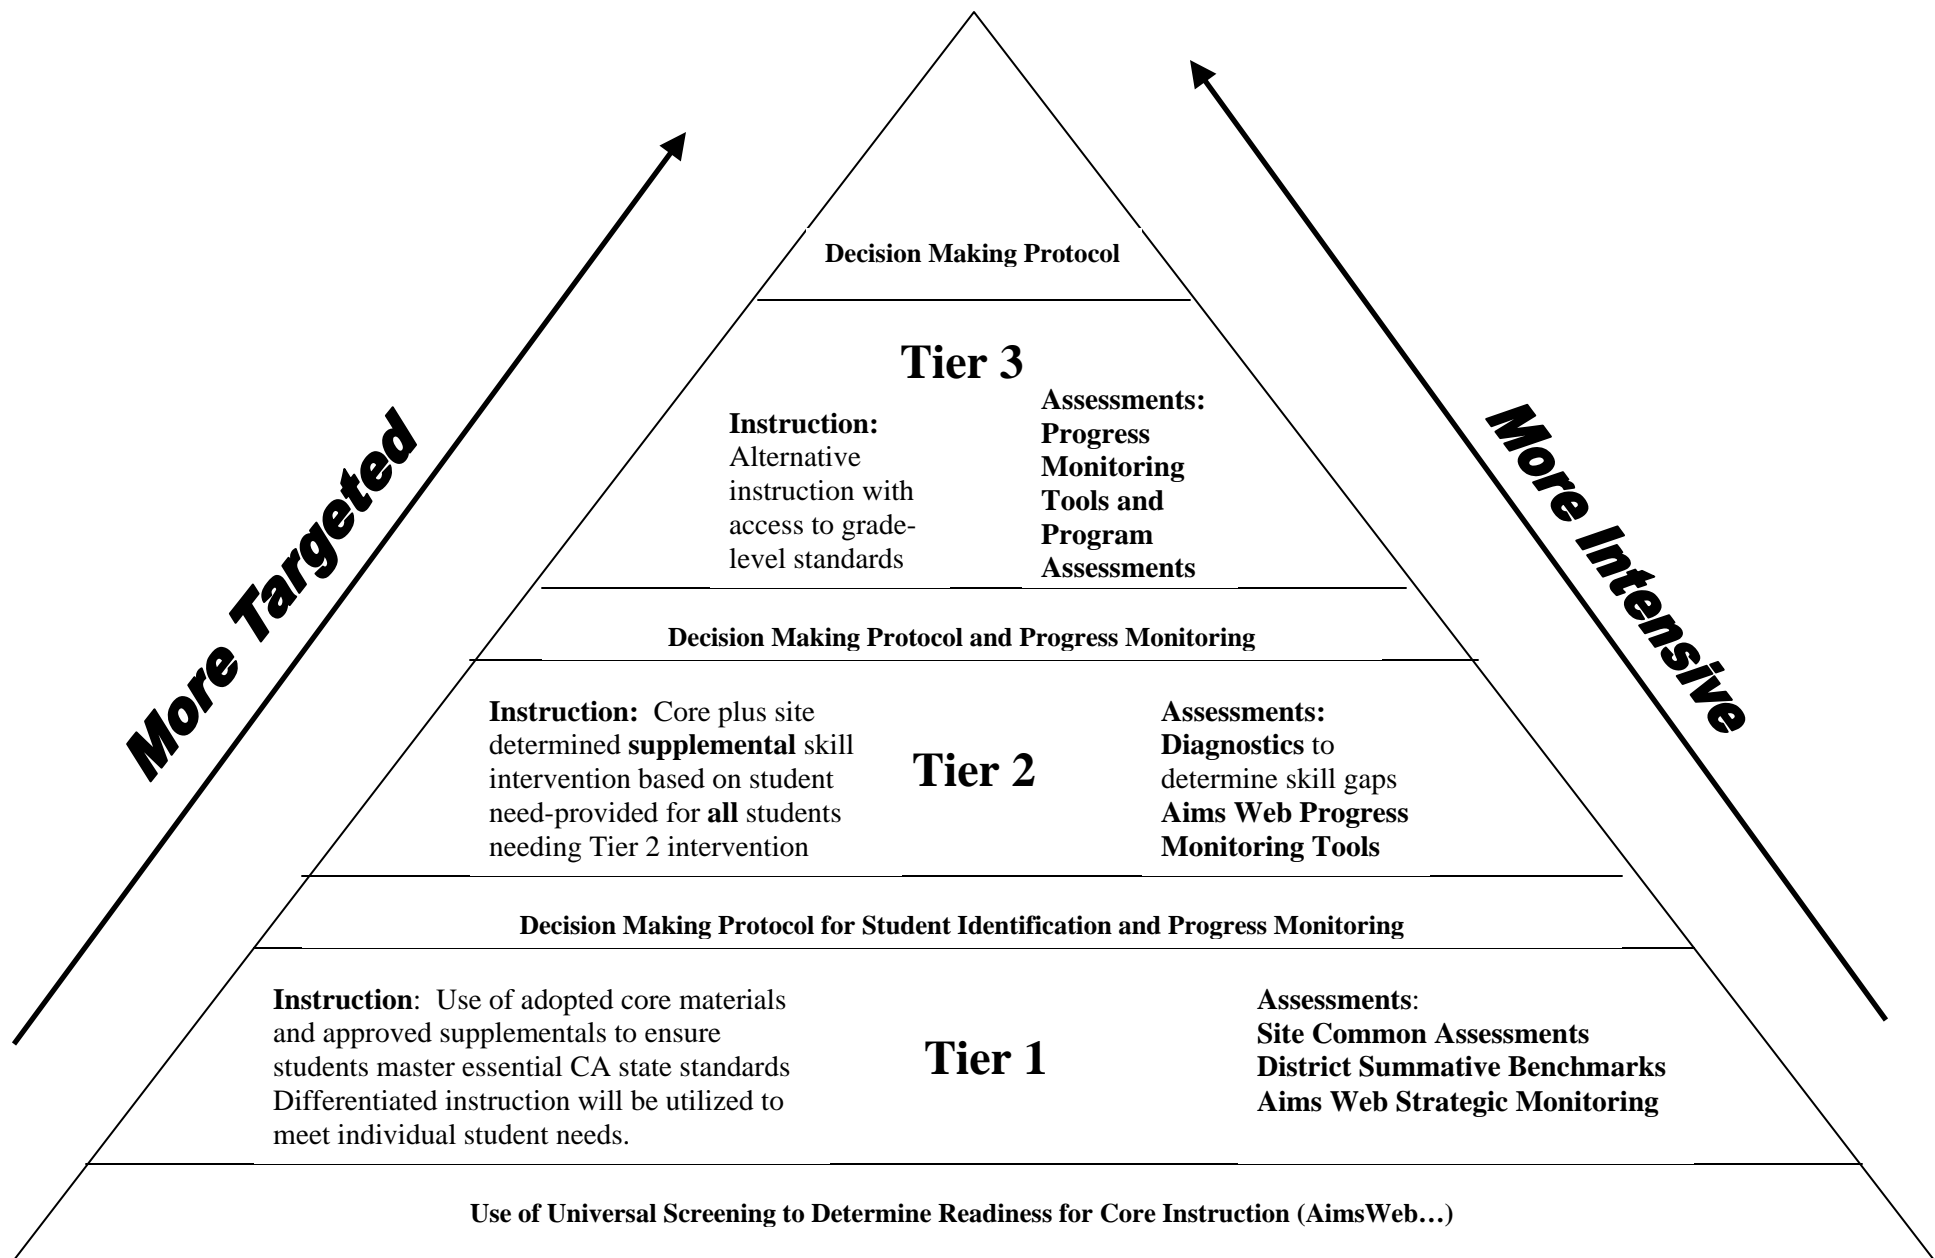 Decision Making Protocol
Tier 3
Instruction:
Alternative
instruction with
access to grade-
level standards
Assessments:
Progress
Monitoring
Tools and
Program
Assessments
More Targeted
More Intensive
Decision Making Protocol and Progress Monitoring
Instruction: Core plus site
determined supplemental skill
intervention based on student
need-provided for all students
needing Tier 2 intervention
Tier 2
Assessments:
Diagnostics to
determine skill gaps
Aims Web Progress
Monitoring Tools
Decision Making Protocol for Student Identification and Progress Monitoring
Instruction: Use of adopted core materials
and approved supplementals to ensure
students master essential CA state standards
Differentiated instruction will be utilized to
meet individual student needs.
Tier 1
Assessments:
Site Common Assessments
District Summative Benchmarks
Aims Web Strategic Monitoring
Use of Universal Screening to Determine Readiness for Core Instruction (AimsWeb…)